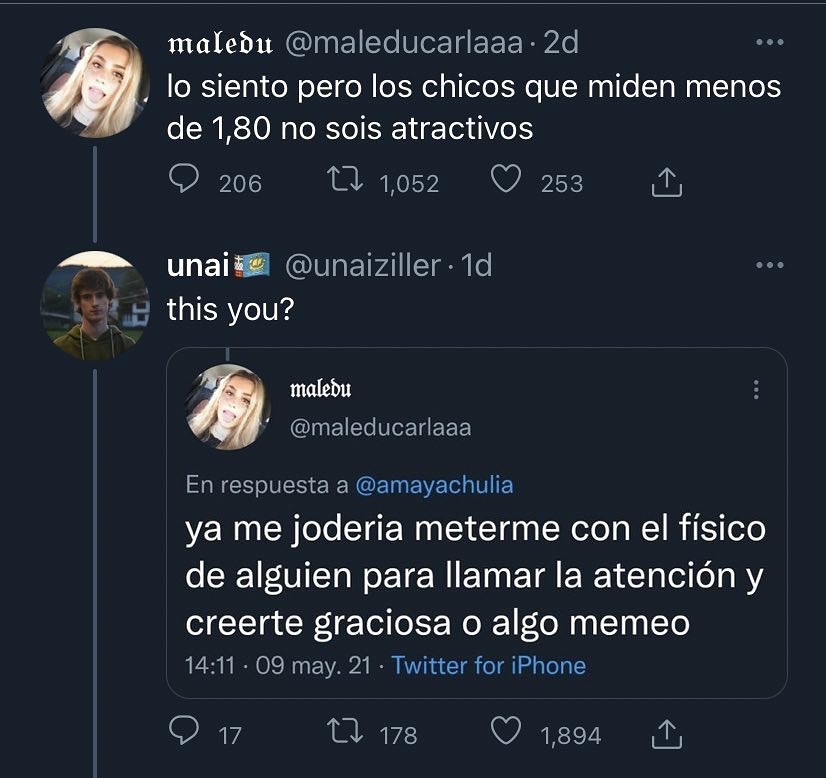 maledu @maleducarlaaa · 2d
lo siento pero los chicos que miden menos
de 1,80 no sois atractivos
206 1,052 253
unai @unaiziller · 1d
this you?
maledu
@maleducarlaaa
En respuesta a @amayachulia
ya me joderia meterme con el físico
de alguien para llamar la atención y
creerte graciosa o algo memeo
14:11 · 09 may. 21 · Twitter for iPhone
17 178 1,894